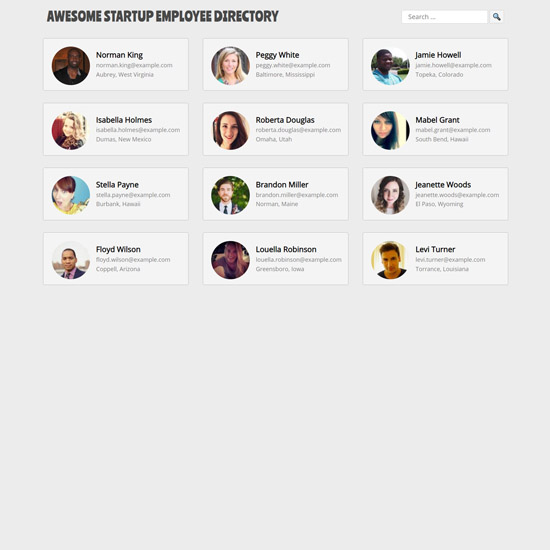 AWESOME STARTUP EMPLOYEE DIRECTORY
Search ...
Norman King
norman.king@example.com
Aubrey, West Virginia
Peggy White
peggy.white@example.com
Baltimore, Mississippi
Jamie Howell
jamie.howell@example.com
Topeka, Colorado
Isabella Holmes
isabella.holmes@example.com
Dumas, New Mexico
Roberta Douglas
roberta.douglas@example.com
Omaha, Utah
Mabel Grant
mabel.grant@example.com
South Bend, Hawaii
Stella Payne
stella.payne@example.com
Burbank, Hawaii
Brandon Miller
brandon.miller@example.com
Norman, Maine
Jeanette Woods
jeanette.woods@example.com
El Paso, Wyoming
Floyd Wilson
floyd.wilson@example.com
Coppell, Arizona
Louella Robinson
louella.robinson@example.com
Greensboro, Iowa
Levi Turner
levi.turner@example.com
Torrance, Louisiana